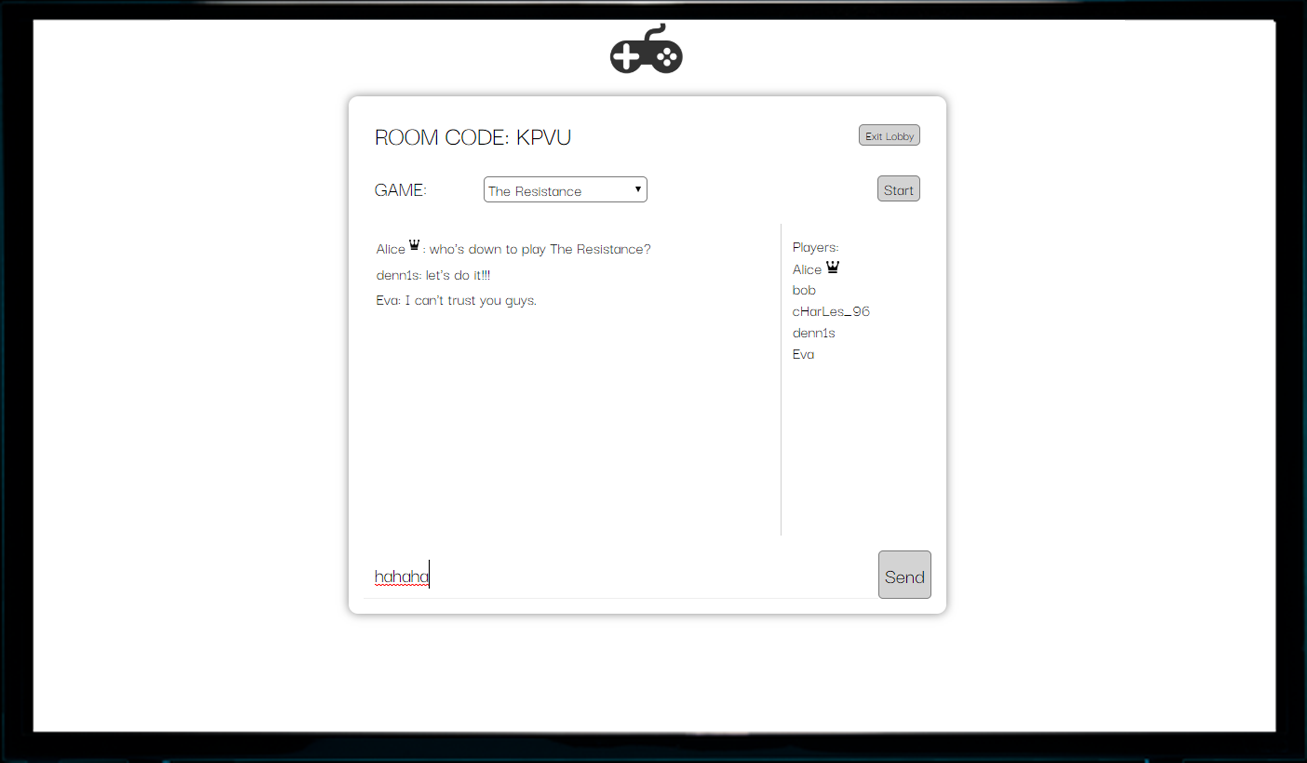 ROOM CODE: KPVU
Exit Lobby
GAME:
The Resistance
Start
Alice : who's down to play The Resistance?
denn1s: let's do it!!!
Eva: I can't trust you guys.
Players:
Alice
bob
cHarLes_96
denn1s
Eva
hahaha
Send